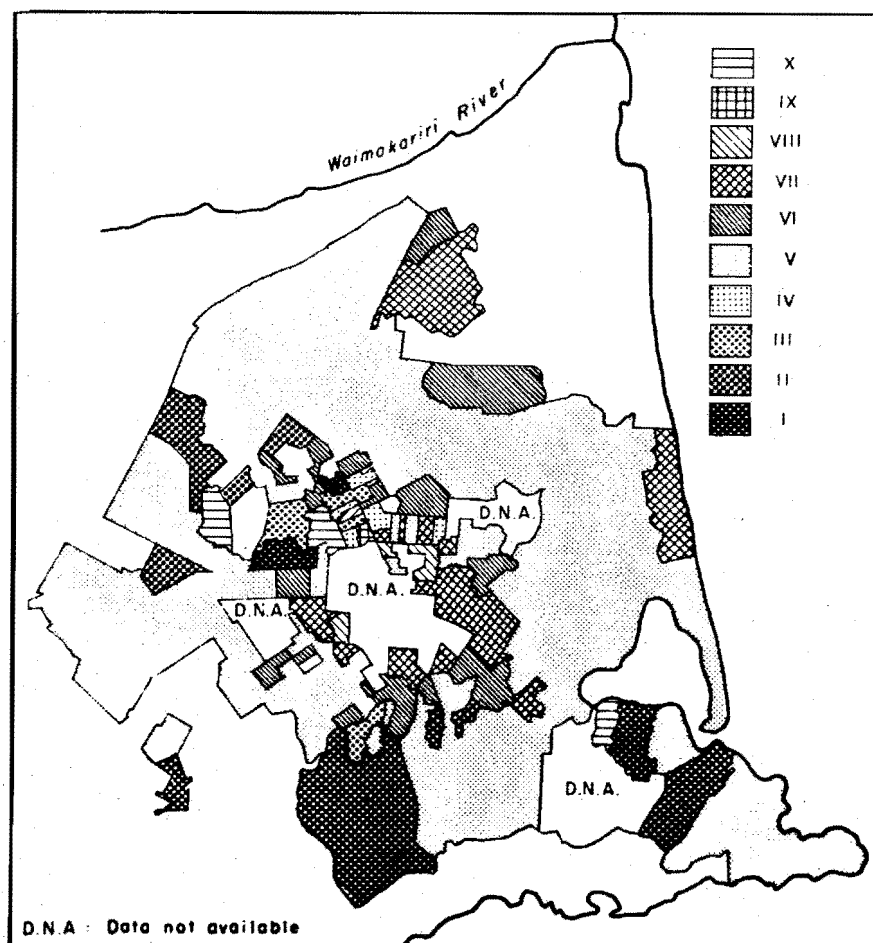 Waimakariri River
X
IX
VIII
VII
VI
V
IV
III
II
I
D.N.A.
D.N.A.
D.N.A.
D.N.A.
D.N.A : Data not available